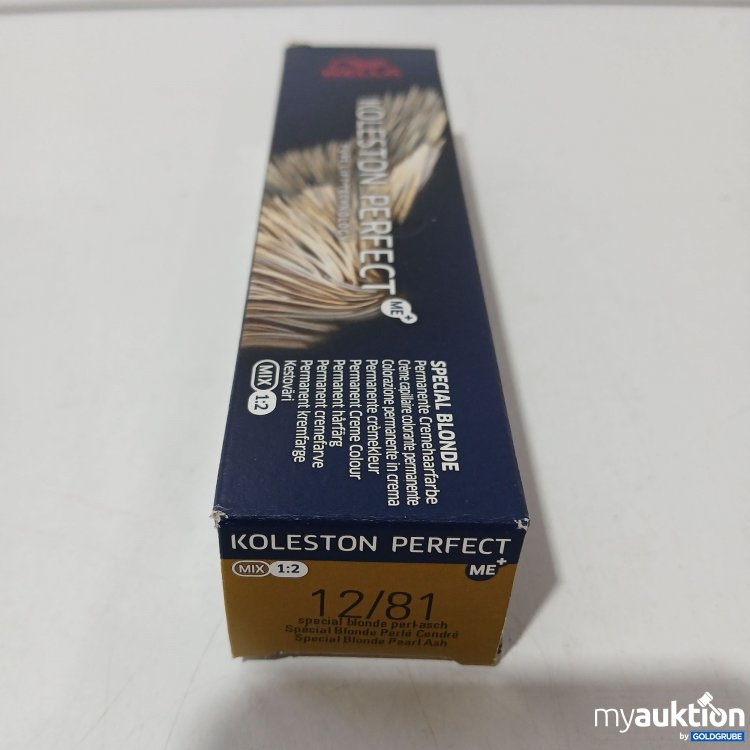 WELLA
KOLESTON PERFECT
ME+
SPECIAL BLONDE
Permanente Cremehaarfarbe
Crème capillaire colorante permanente
Colorazione permanente in crema
Permanente crèmekleur
Permanent Creme Colour
Permanent hårfärg
Permanent cremefarve
Permanent kremfarge
Kestoväri
MIX 1:2
KOLESTON PERFECT
MIX 1:2
ME+
12/81
special blonde perl-asch
Spécial Blonde Perlé Cendré
Special Blonde Pearl Ash
myauktion
by GOLDGRUBE